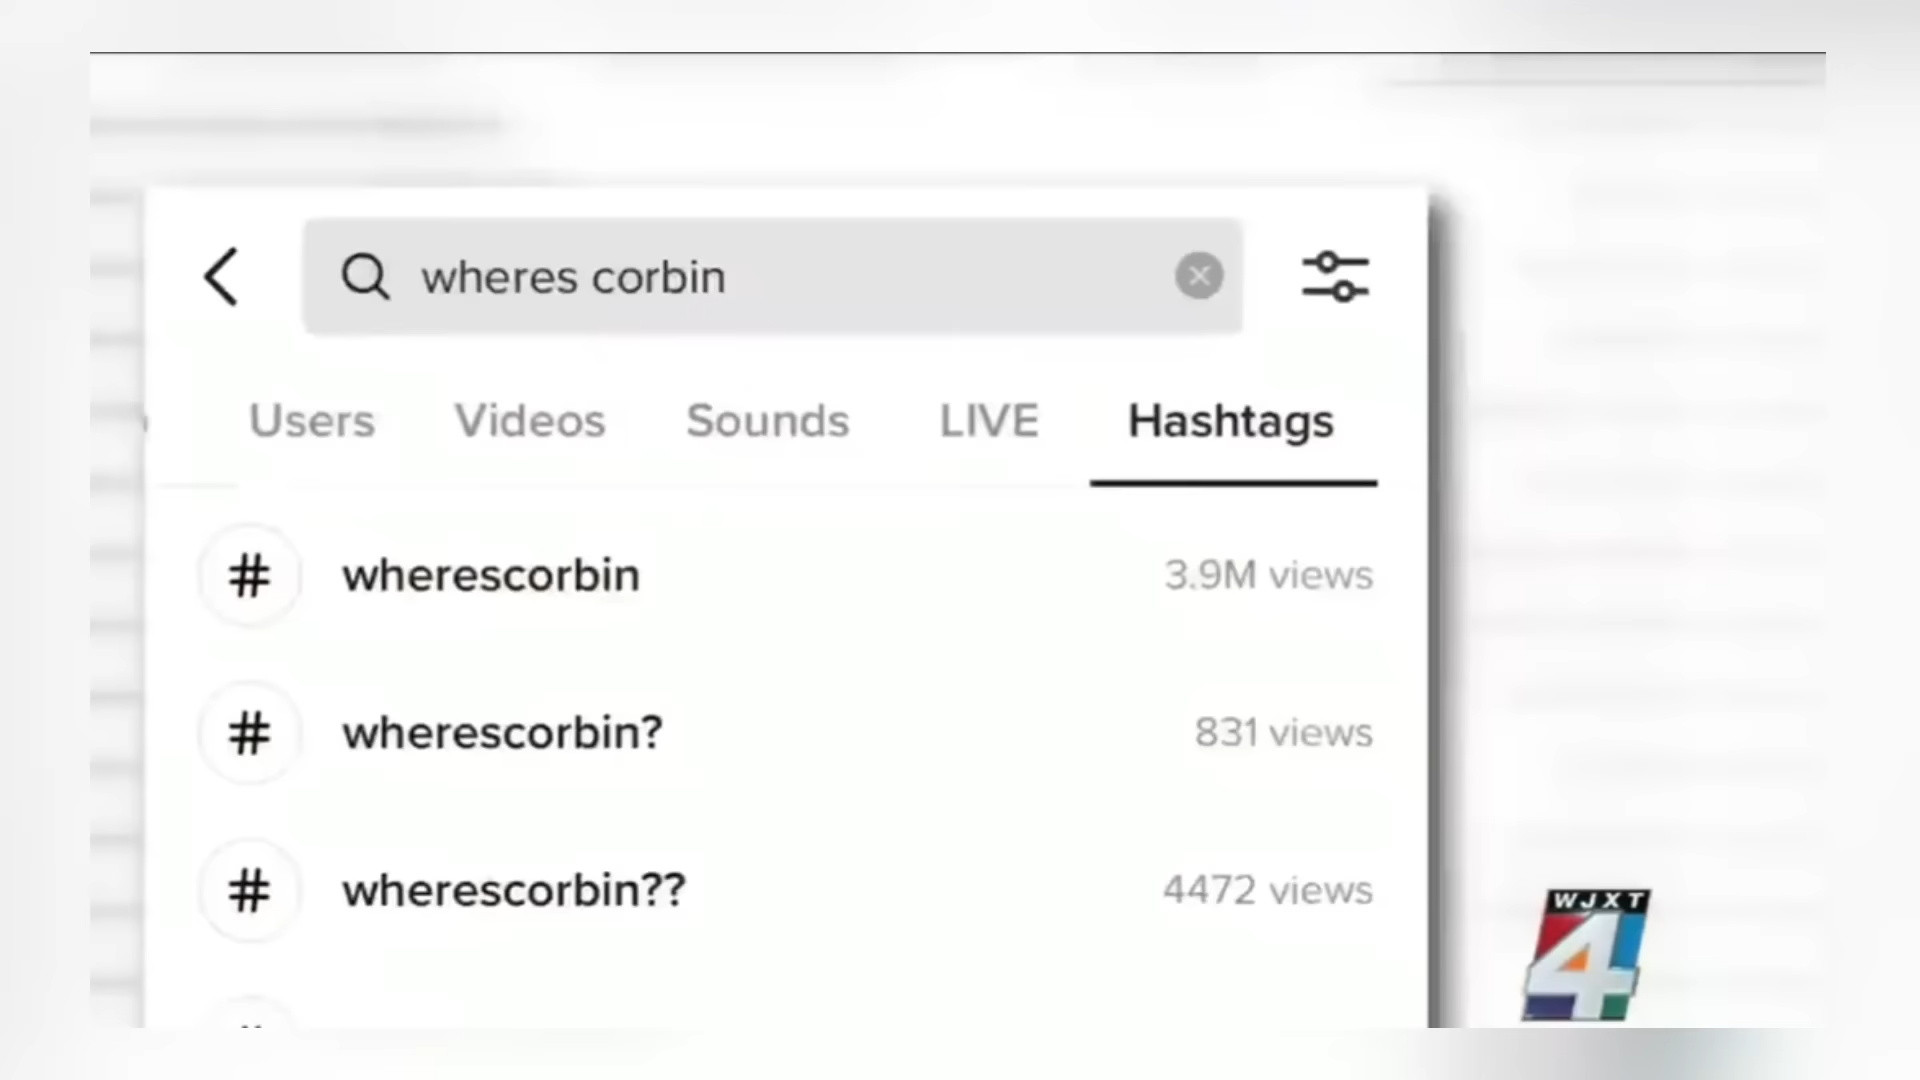 wheres corbin
Users Videos Sounds LIVE Hashtags
# wherescorbin 3.9M views
# wherescorbin? 831 views
# wherescorbin?? 4472 views
WJXT
4